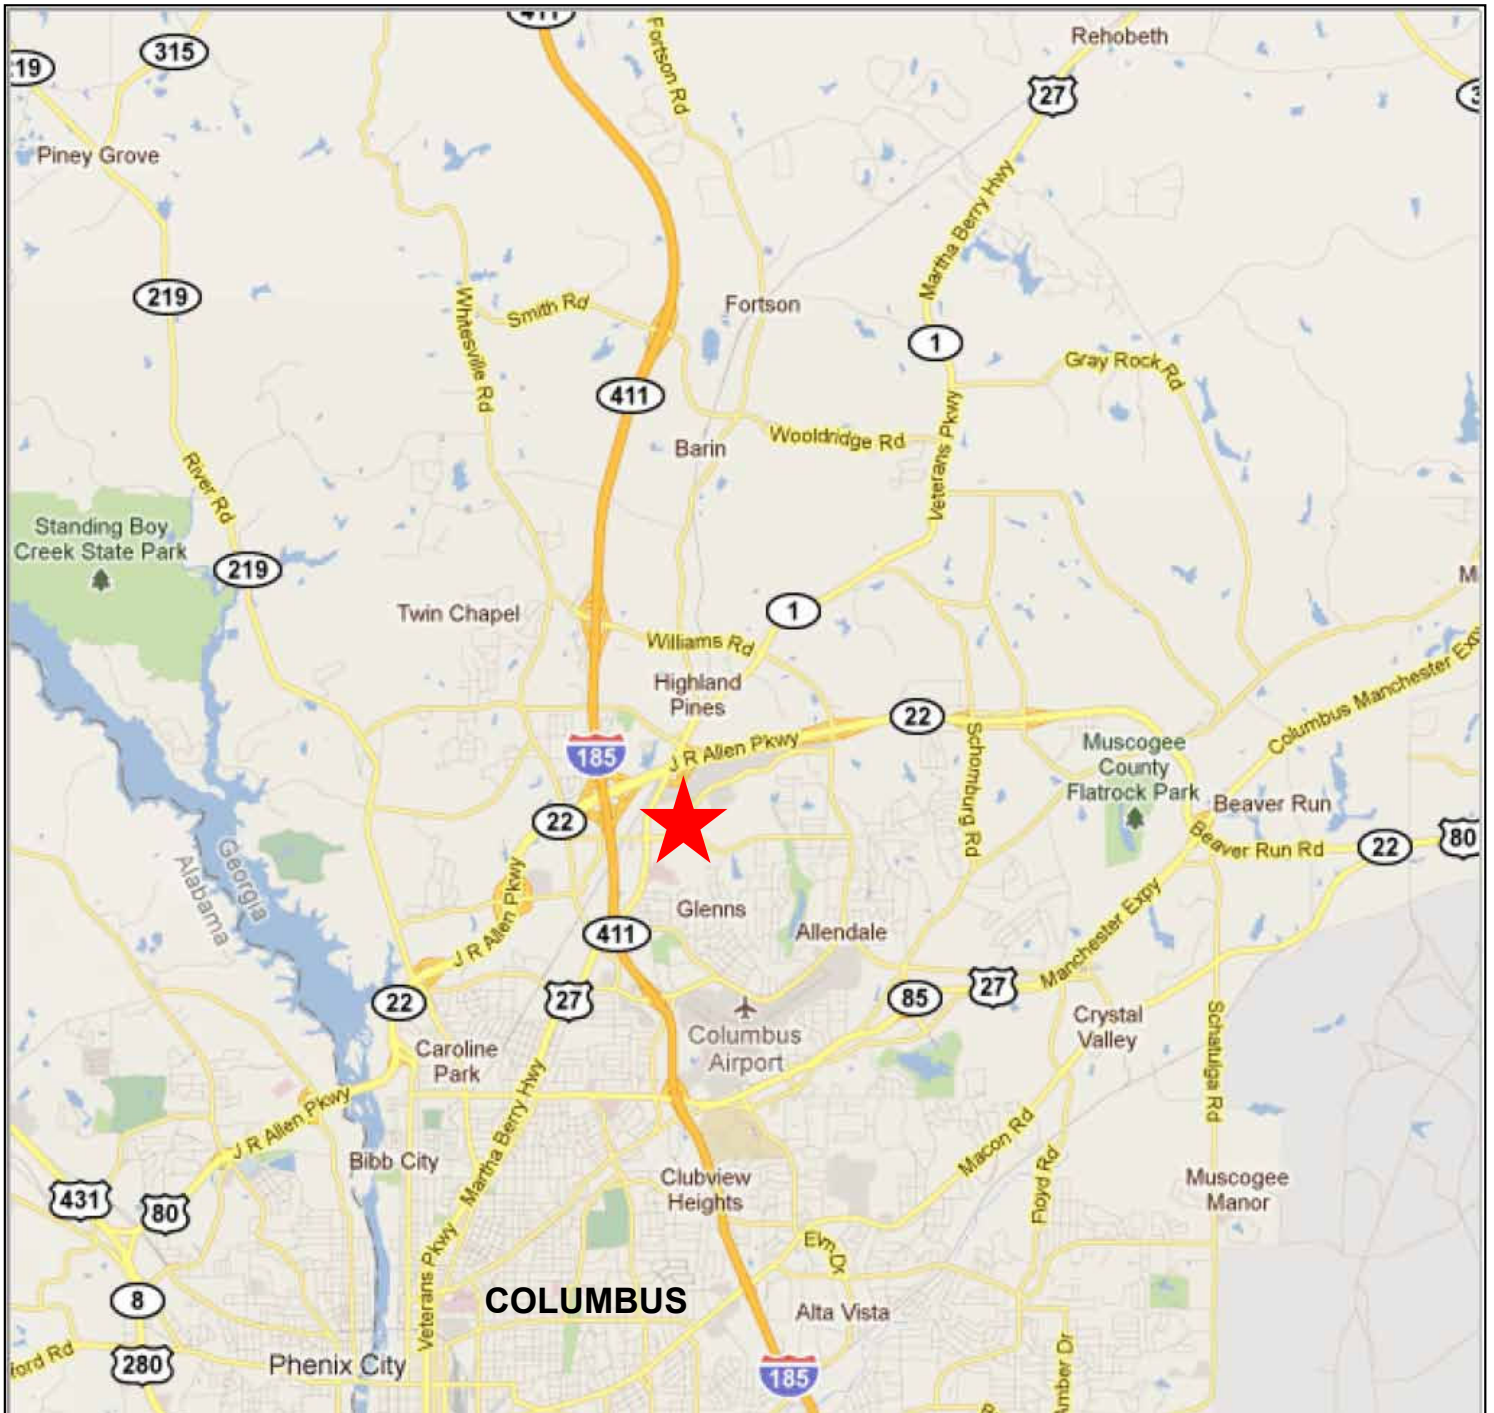 411
Fortson Rd
Rehobeth
315
19
27
Piney Grove
Martha Berry Hwy
219
Whitesville Rd
Smith Rd
Fortson
1
Gray Rock Rd
411
Veterans Pkwy
Wooldridge Rd
Barin
River Rd
Standing Boy
Creek State Park
219
Twin Chapel
1
Williams Rd
Highland
Pines
Columbus Manchester Expy
22
J R Allen Pkwy
185
Schomburg Rd
Muscogee
County
Flatrock Park
Beaver Run
22
Beaver Run Rd
22
80
Georgia
Alabama
J R Allen Pkwy
Glenns
411
Allendale
Manchester Expy
22
27
85
27
Columbus
Airport
Crystal
Valley
Schatulga Rd
Caroline
Park
Martha Berry Hwy
J R Allen Pkwy
Bibb City
Macon Rd
Floyd Rd
Clubview
Heights
Muscogee
Manor
431
80
Veterans Pkwy
Elm Dr
8
COLUMBUS
Alta Vista
280
Phenix City
185